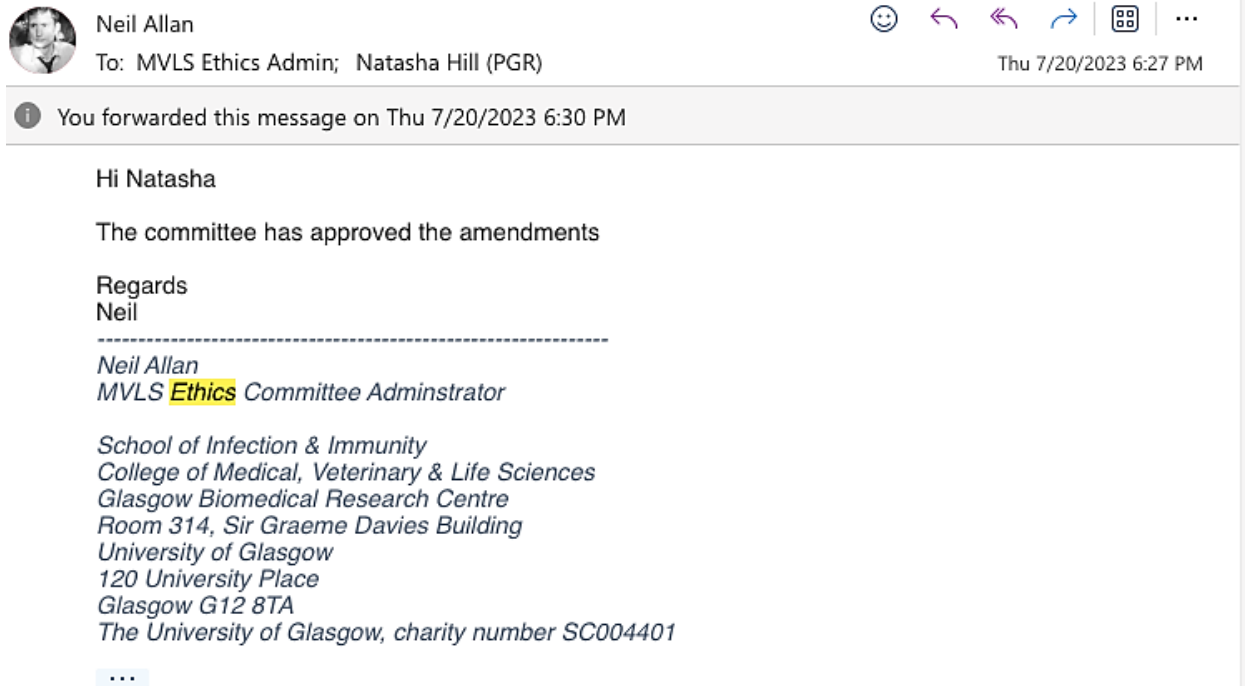 Neil Allan
To: MVLS Ethics Admin; Natasha Hill (PGR)
Thu 7/20/2023 6:27 PM
You forwarded this message on Thu 7/20/2023 6:30 PM
Hi Natasha
The committee has approved the amendments
Regards
Neil
---------------------------------------------------------------
Neil Allan
MVLS Ethics Committee Adminstrator
School of Infection & Immunity
College of Medical, Veterinary & Life Sciences
Glasgow Biomedical Research Centre
Room 314, Sir Graeme Davies Building
University of Glasgow
120 University Place
Glasgow G12 8TA
The University of Glasgow, charity number SC004401